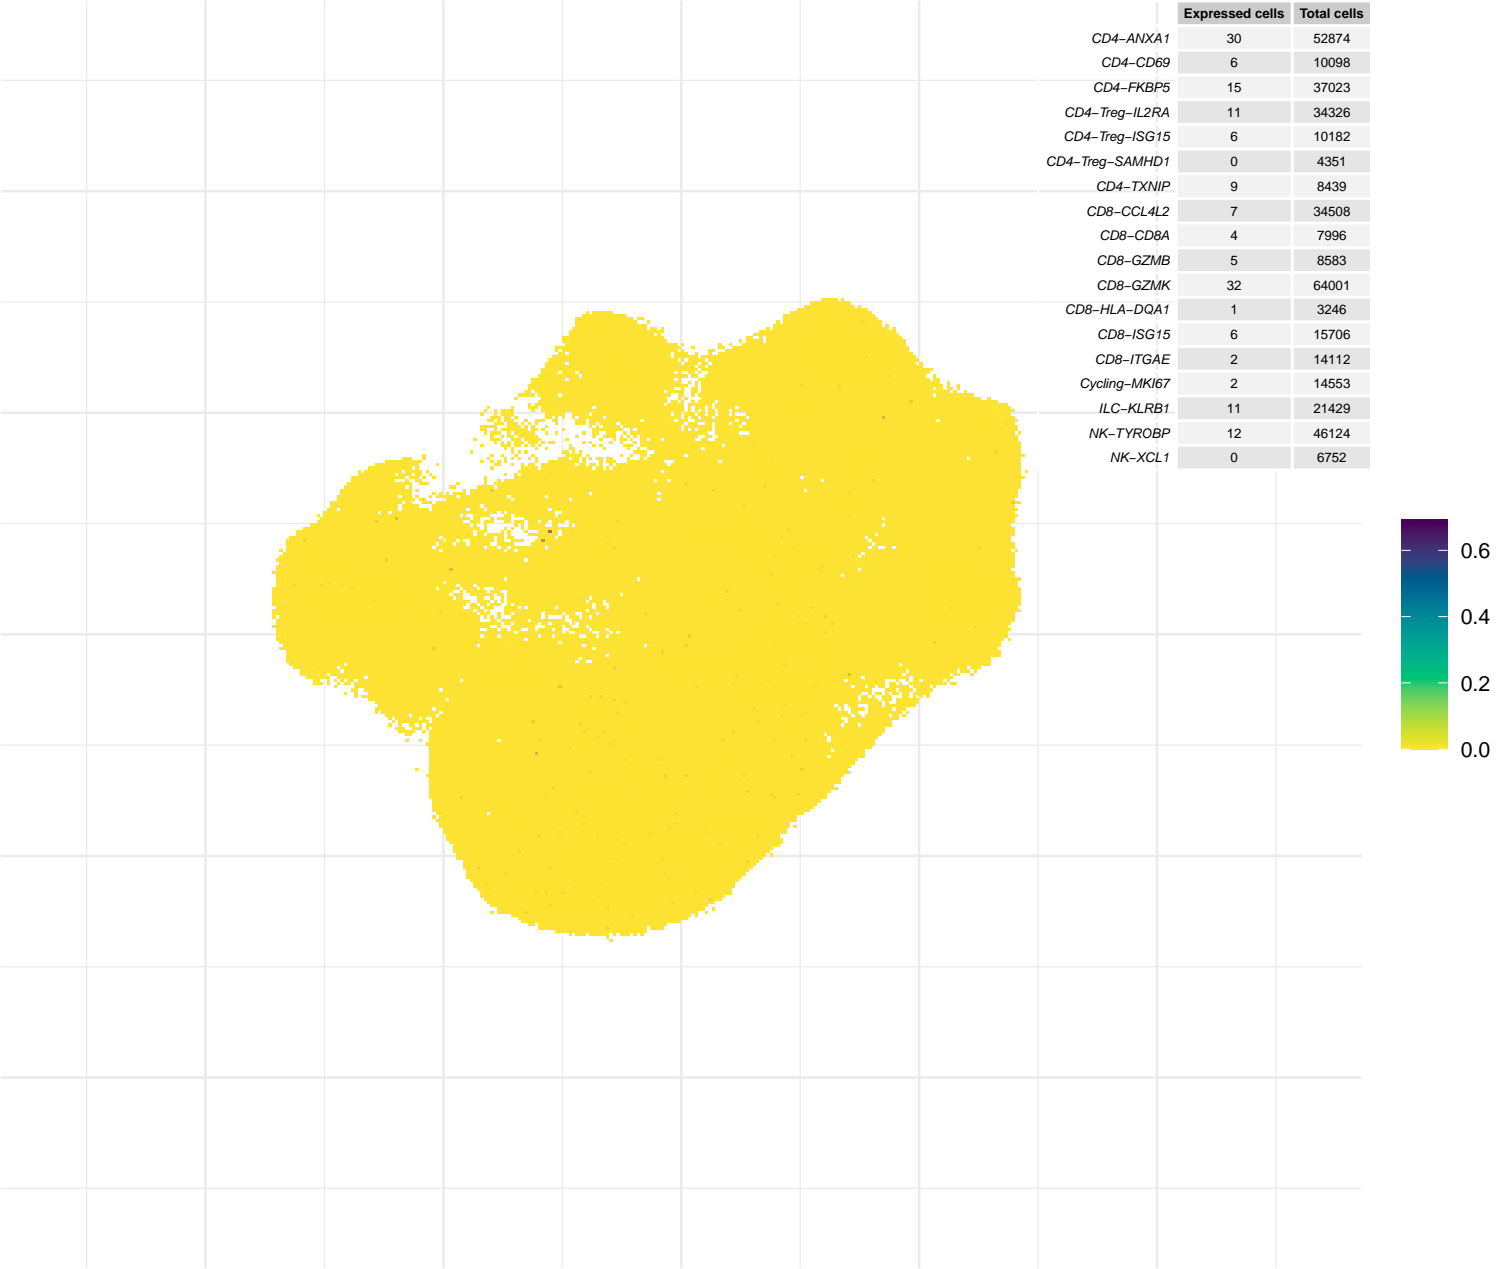 Expressed cells Total cells
CD4−ANXA1 30 52874
CD4−CD69 6 10098
CD4−FKBP5 15 37023
CD4−Treg−IL2RA 11 34326
CD4−Treg−ISG15 6 10182
CD4−Treg−SAMHD1 0 4351
CD4−TXNIP 9 8439
CD8−CCL4L2 7 34508
CD8−CD8A 4 7996
CD8−GZMB 5 8583
CD8−GZMK 32 64001
CD8−HLA−DQA1 1 3246
CD8−ISG15 6 15706
CD8−ITGAE 2 14112
Cycling−MKI67 2 14553
ILC−KLRB1 11 21429
NK−TYROBP 12 46124
NK−XCL1 0 6752
0.6
0.4
0.2
0.0